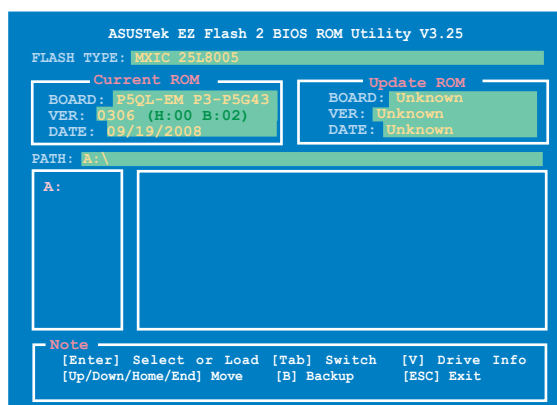 ASUSTek EZ Flash 2 BIOS ROM Utility V3.25
FLASH TYPE: MXIC 25L8005
Current ROM
BOARD: P5QL-EM P3-P5G43
VER: 0306 (H:00 B:02)
DATE: 09/19/2008
Update ROM
BOARD: Unknown
VER: Unknown
DATE: Unknown
PATH: A:\
A:
Note
[Enter] Select or Load [Tab] Switch [V] Drive Info
[Up/Down/Home/End] Move [B] Backup [ESC] Exit